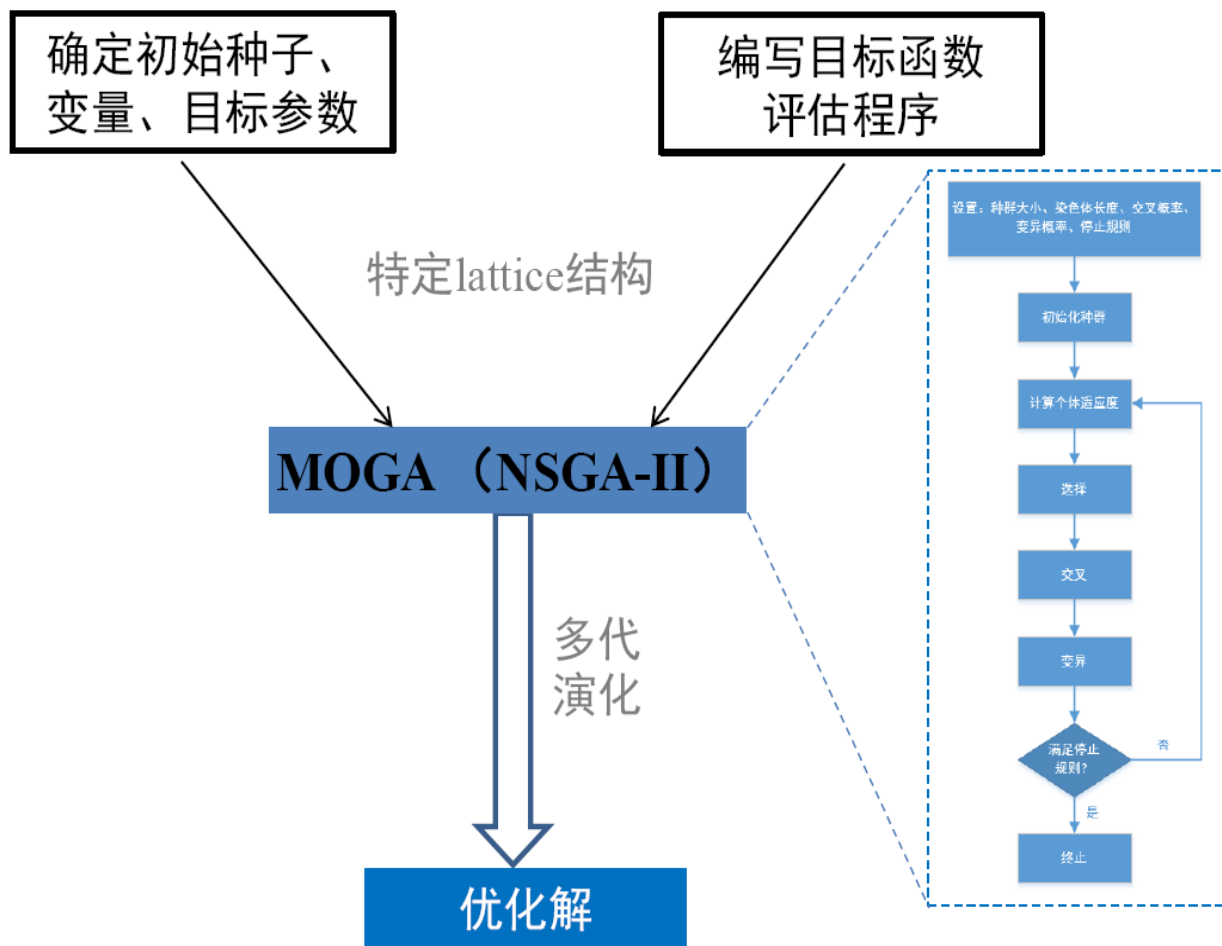 确定初始种子、
变量、目标参数
编写目标函数
评估程序
特定lattice结构
MOGA（NSGA-II）
多代
演化
优化解
设置：种群大小、染色体长度、交叉概率、
变异概率、停止规则
初始化种群
计算个体适应度
选择
交叉
变异
满足停止
规则?
否
是
终止